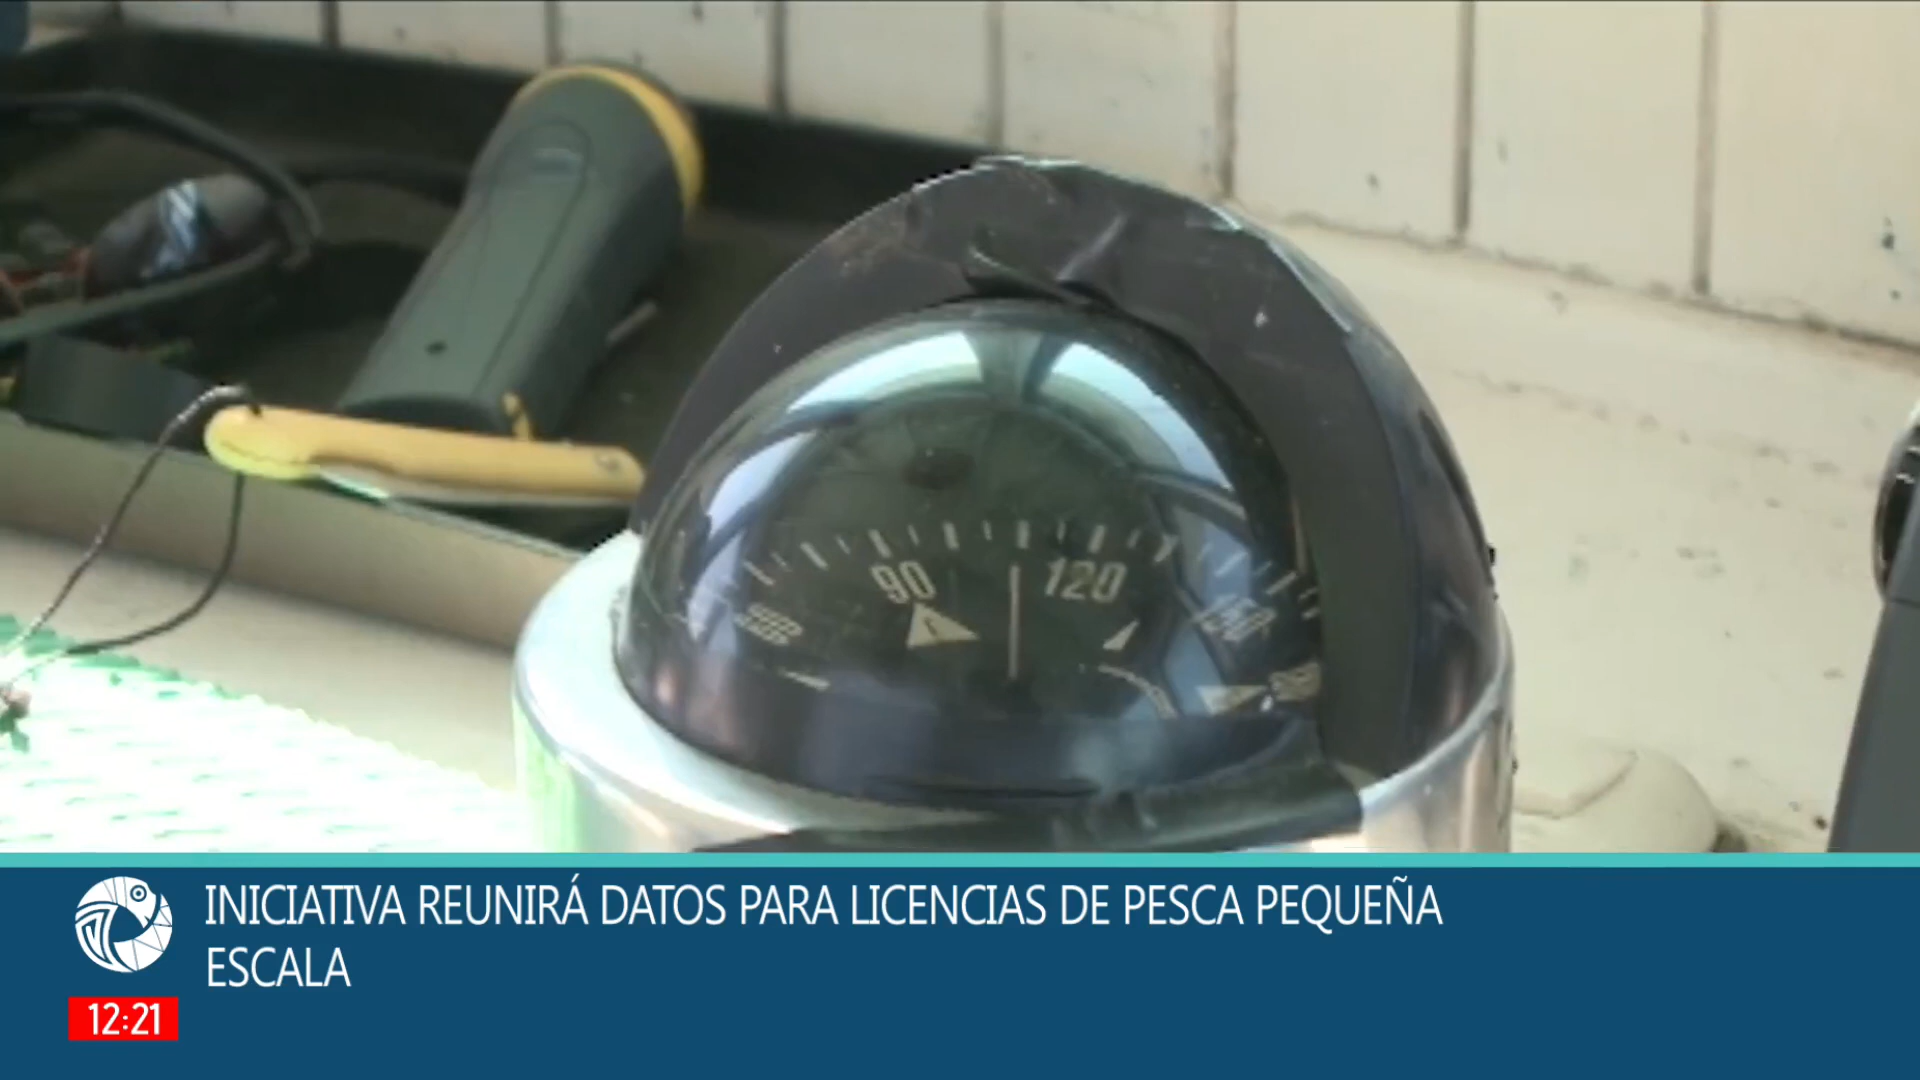 90
120
E
INICIATIVA REUNIRÁ DATOS PARA LICENCIAS DE PESCA PEQUEÑA
ESCALA
12:21